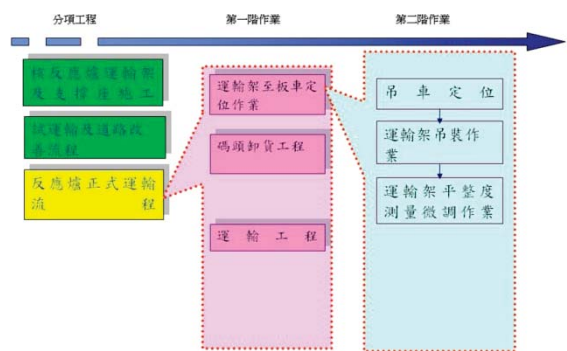 分項工程
第一階作業
第二階作業
核反應爐運輸架
及支撐座施工
試運輸及道路改
善流程
反應爐正式運輸
流程
運輸架至板車定
位作業
碼頭卸貨工程
運輸工程
吊車定位
運輸架吊裝作
業
運輸架平整度
測量微調作業